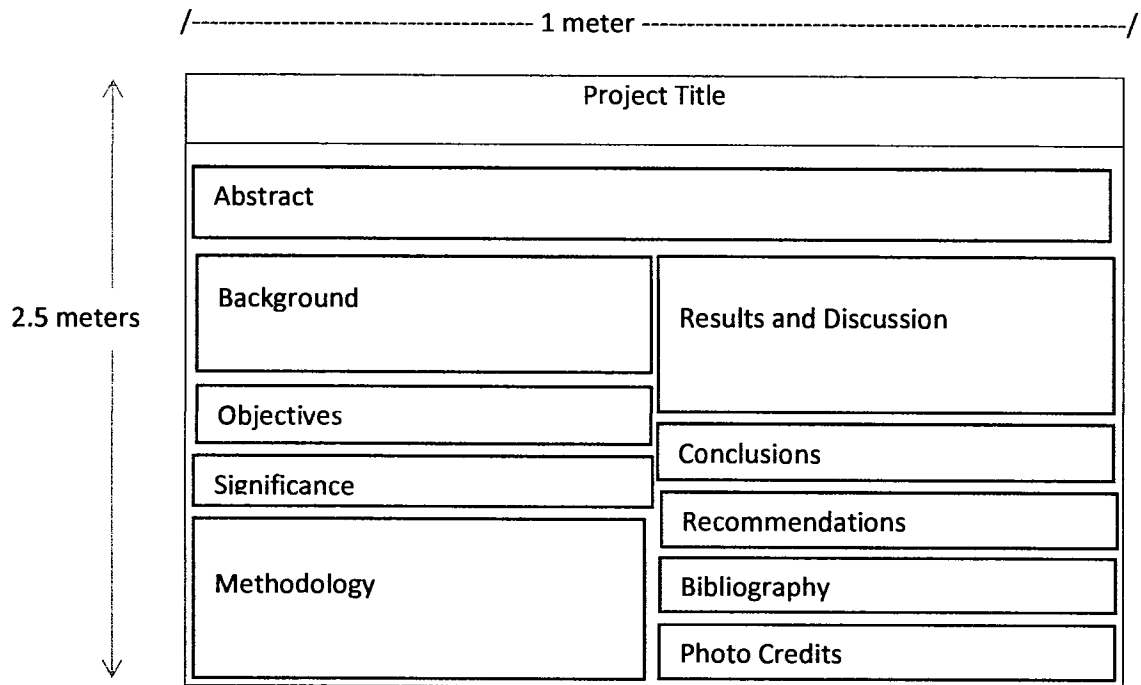 1 meter
Project Title
Abstract
2.5 meters
Background
Objectives
Significance
Methodology
Results and Discussion
Conclusions
Recommendations
Bibliography
Photo Credits